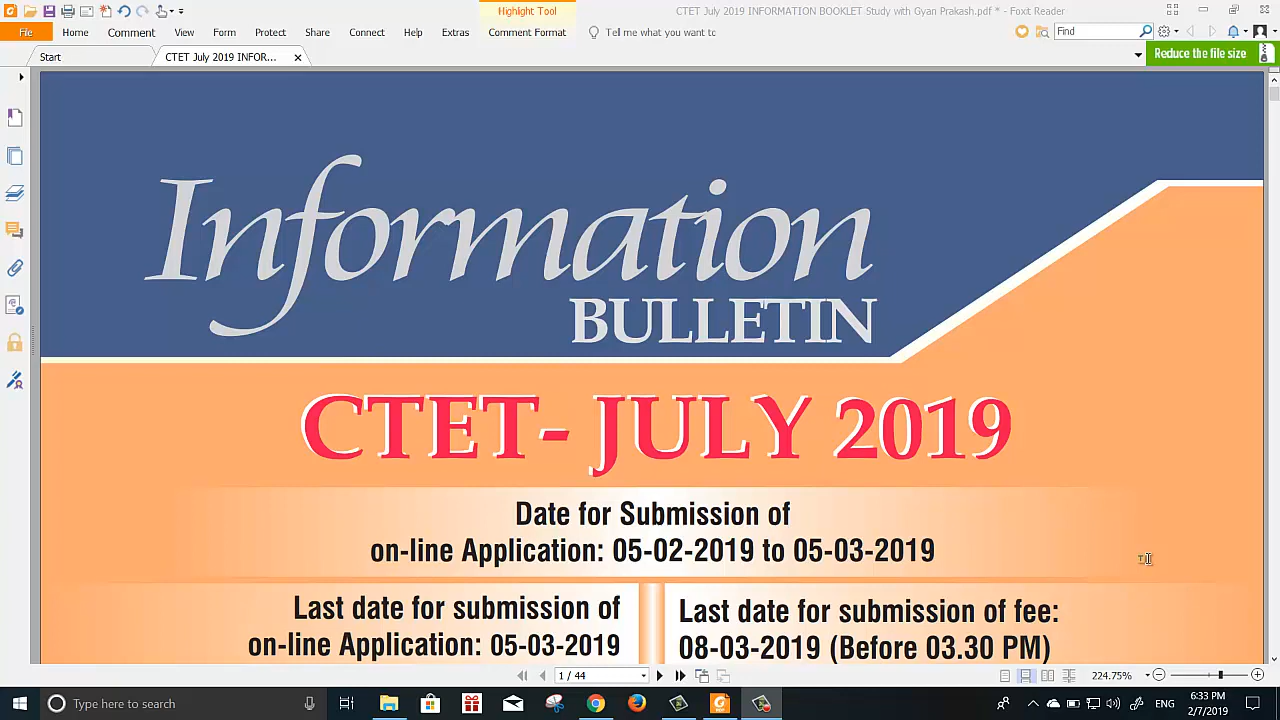 Highlight Tool
CTET July 2019 INFORMATION BOOKLET Study with Gyan Prakash.pdf * - Foxit Reader
File Home Comment View Form Protect Share Connect Help Extras Comment Format Tell me what you want to Find
Start CTET July 2019 INFOR... Reduce the file size
Information
BULLETIN
CTET- JULY 2019
Date for Submission of
on-line Application: 05-02-2019 to 05-03-2019
Last date for submission of
on-line Application: 05-03-2019
Last date for submission of fee:
08-03-2019 (Before 03.30 PM)
1 / 44 224.75%
Type here to search ENG 6:33 PM
2/7/2019